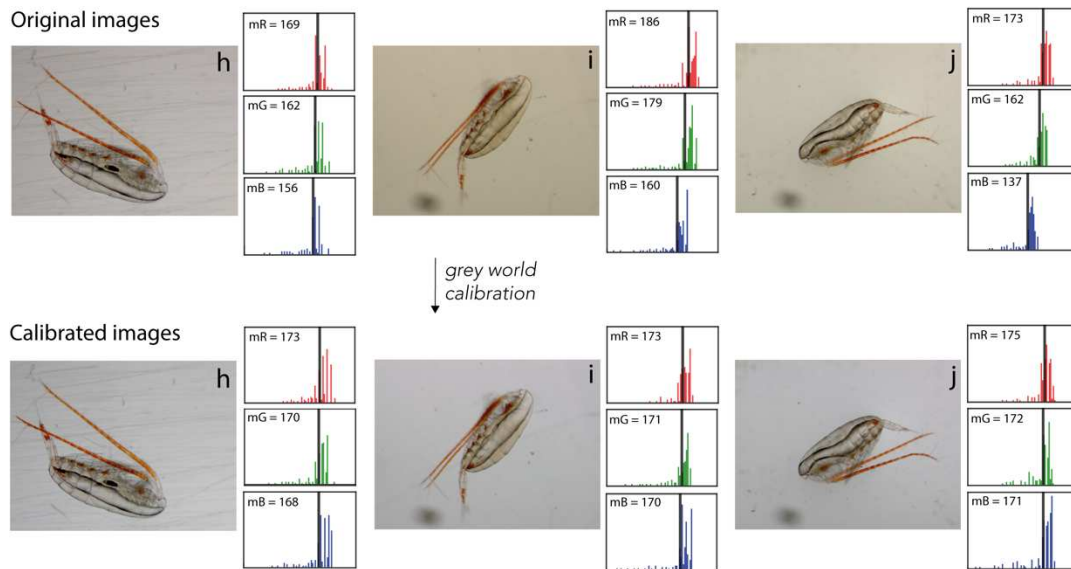 Original images
h
mR = 169
mG = 162
mB = 156
i
mR = 186
mG = 179
mB = 160
j
mR = 173
mG = 162
mB = 137
grey world
calibration
Calibrated images
h
mR = 173
mG = 170
mB = 168
i
mR = 173
mG = 171
mB = 170
j
mR = 175
mG = 172
mB = 171